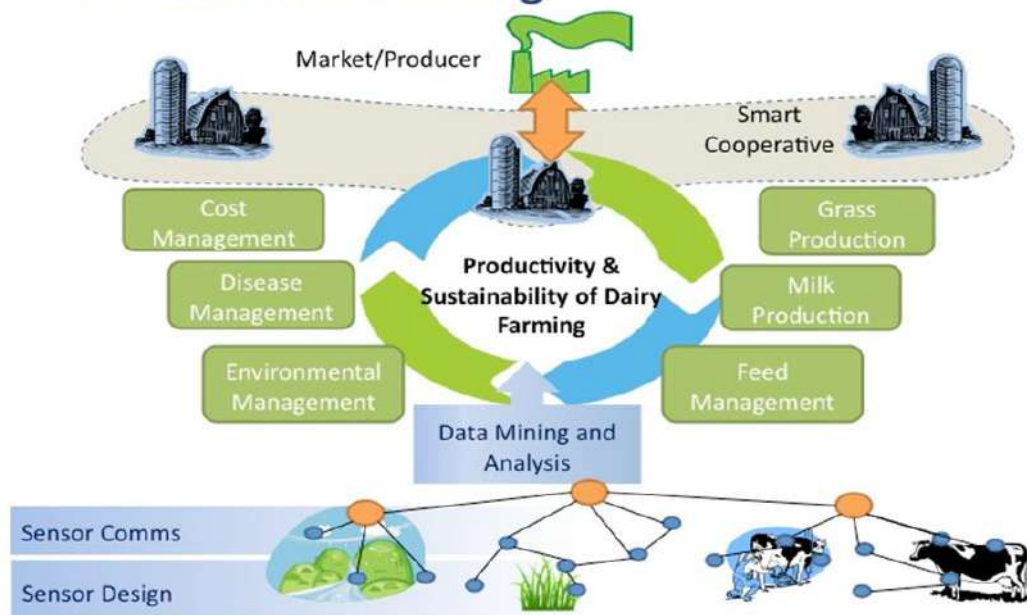 Market/Producer
Smart
Cooperative
Cost
Management
Grass
Production
Disease
Management
Productivity &
Sustainability of Dairy
Farming
Milk
Production
Environmental
Management
Feed
Management
Data Mining and
Analysis
Sensor Comms
Sensor Design